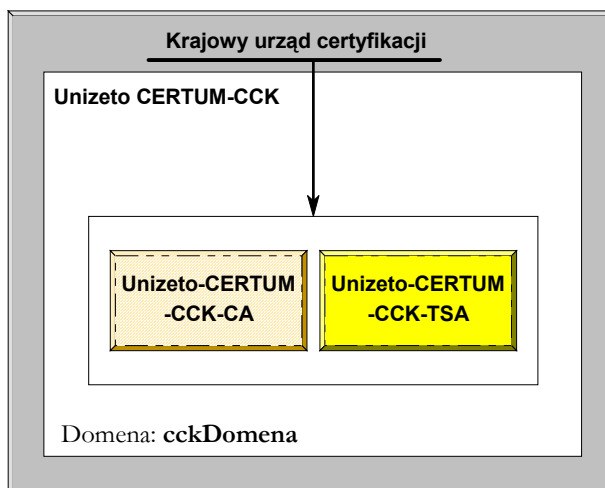 Krajowy urząd certyfikacji
Unizeto CERTUM-CCK
Unizeto-CERTUM
-CCK-CA
Unizeto-CERTUM
-CCK-TSA
Domena: cckDomena